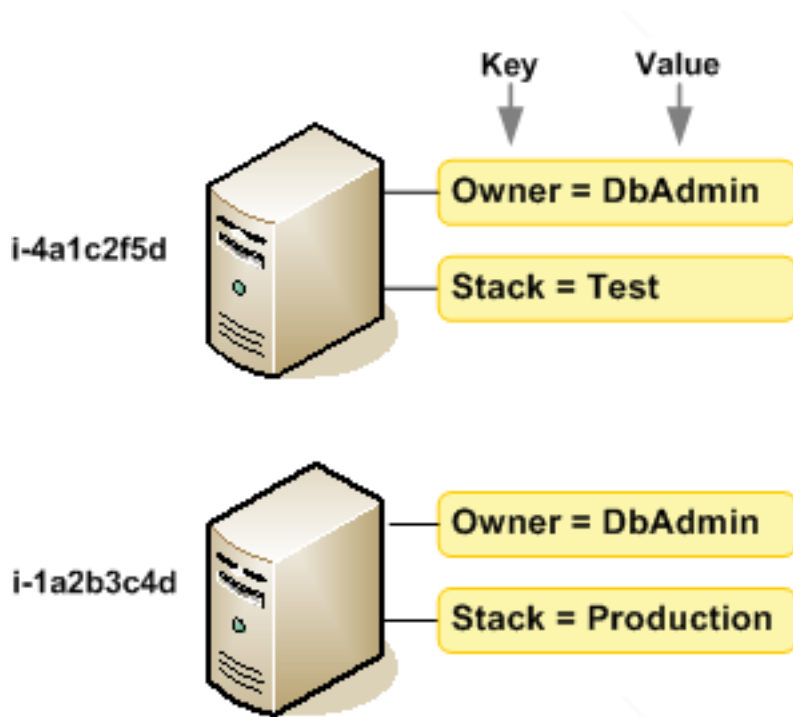 Key Value
Owner = DbAdmin
i-4a1c2f5d
Stack = Test
Owner = DbAdmin
i-1a2b3c4d
Stack = Production